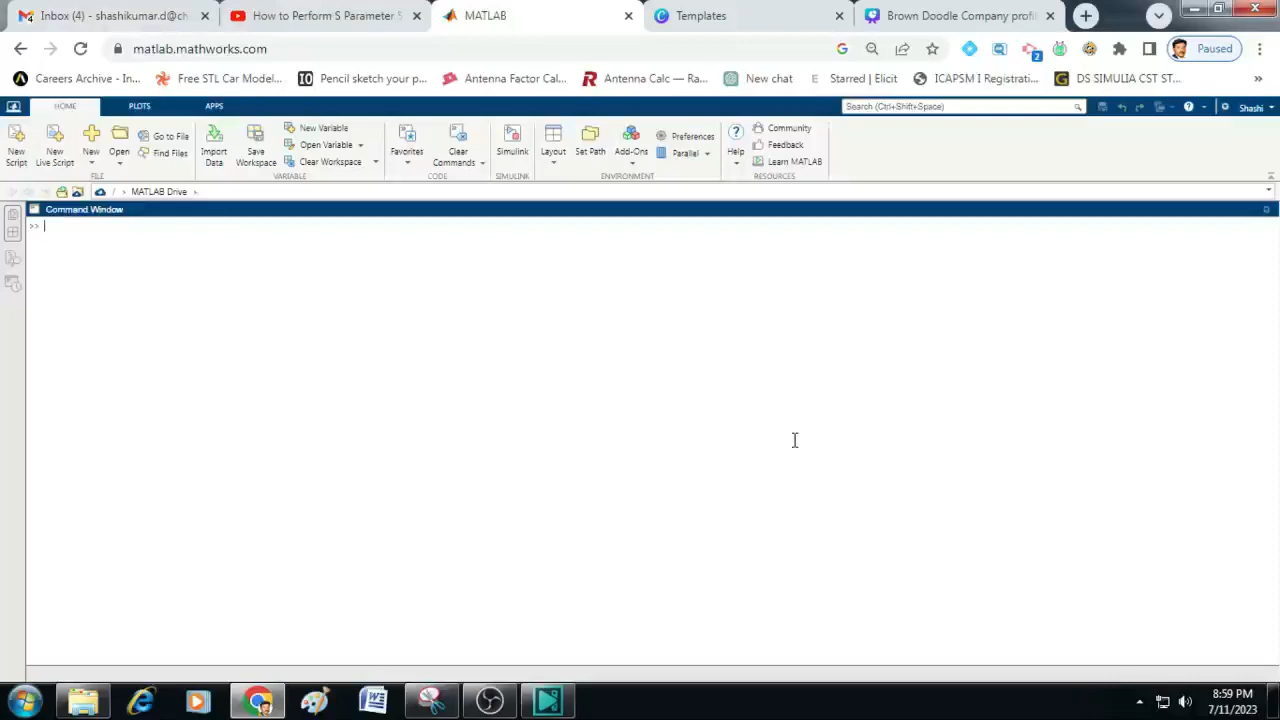 Inbox (4) - shashikumar.d@ch
How to Perform S Parameter S
MATLAB
Templates
Brown Doodle Company profil
matlab.mathworks.com
2
Paused
Careers Archive - In...
Free STL Car Model...
Pencil sketch your p...
Antenna Factor Cal...
Antenna Calc — Ra...
New chat
E Starred | Elicit
ICAPSM I Registrati...
DS SIMULIA CST ST...
»
HOME
PLOTS
APPS
Search (Ctrl+Shift+Space)
Shashi
New Script
New Live Script
New
Open
Go to File
Find Files
FILE
Import Data
Save Workspace
New Variable
Open Variable
Clear Workspace
VARIABLE
Favorites
Clear Commands
CODE
Simulink
SIMULINK
Layout
Set Path
Add-Ons
Preferences
Parallel
ENVIRONMENT
Help
Community
Feedback
Learn MATLAB
RESOURCES
/ › MATLAB Drive ›
Command Window
>>
8:59 PM
7/11/2023